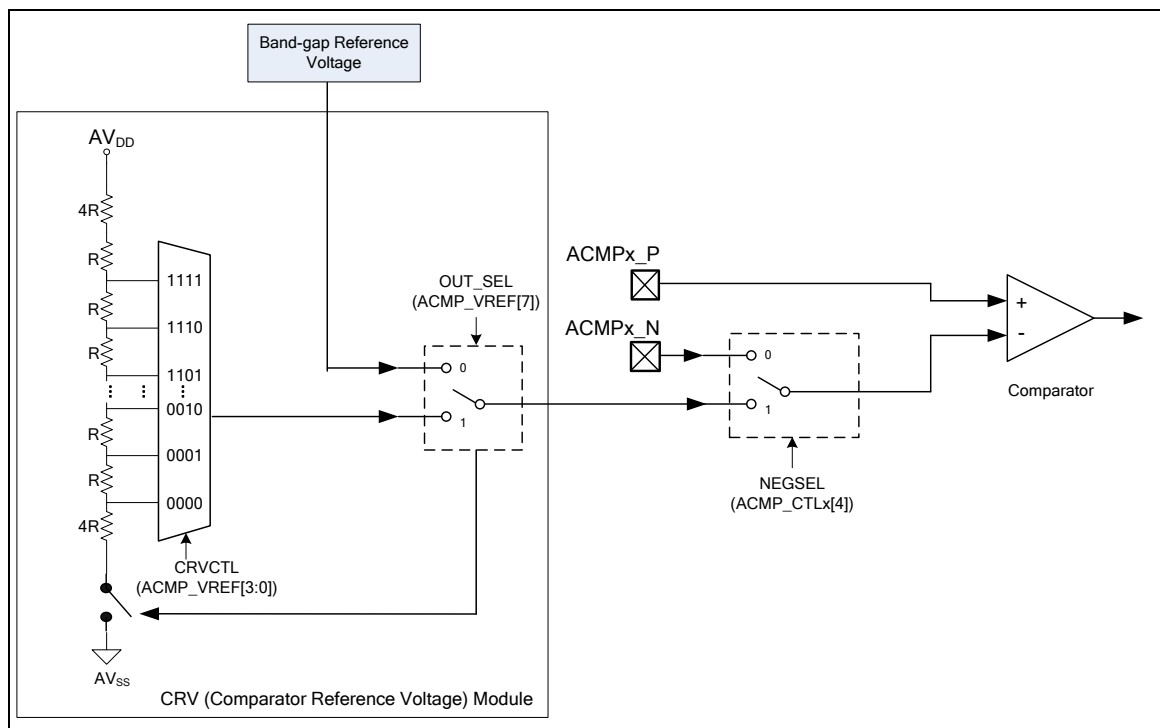 Band-gap Reference
Voltage
AVDD
4R
R
1111
R
1110
R
1101
⋮ ⋮ ⋮
0010
R
0001
R
0000
4R
CRVCTL
(ACMP_VREF[3:0])
AVSS
CRV (Comparator Reference Voltage) Module
OUT_SEL
(ACMP_VREF[7])
0
1
ACMPx_P
ACMPx_N
0
1
NEGSEL
(ACMP_CTLx[4])
+
-
Comparator